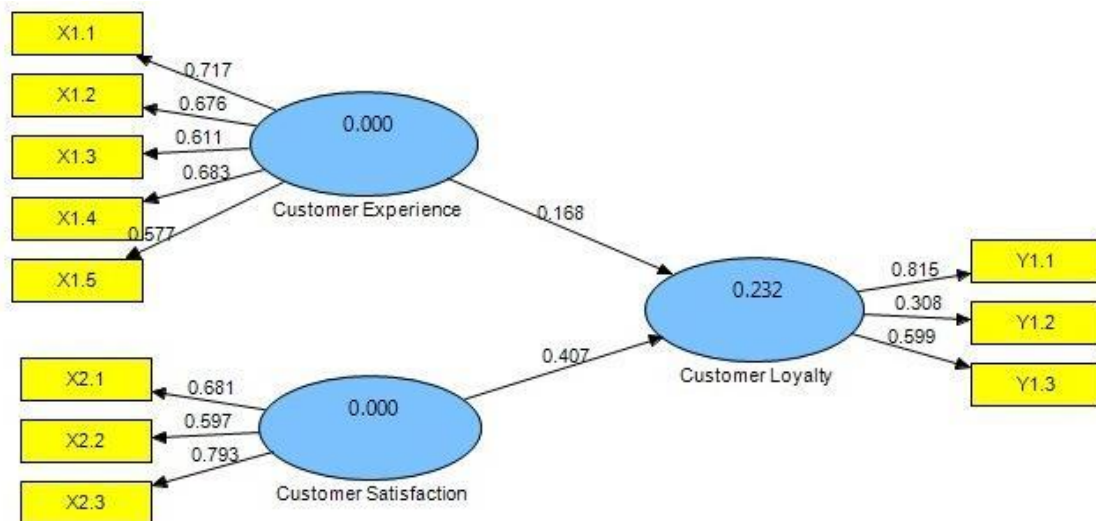 X1.1
0.717
X1.2
0.676
0.000
X1.3
0.611
0.683
X1.4
Customer Experience
0.577
0.168
X1.5
0.232
0.815
Y1.1
0.308
Y1.2
0.599
Customer Loyalty
Y1.3
0.407
X2.1
0.681
0.000
X2.2
0.597
0.793
X2.3
Customer Satisfaction